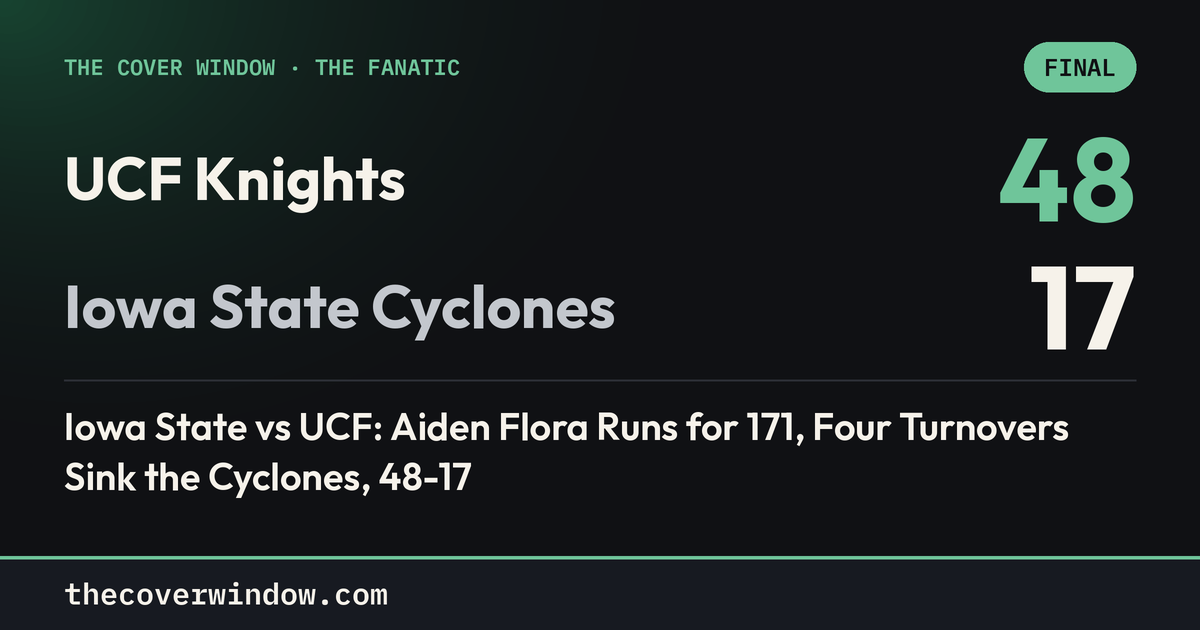 THE COVER WINDOW · THE FANATIC
FINAL
UCF Knights
48
Iowa State Cyclones
17
Iowa State vs UCF: Aiden Flora Runs for 171, Four Turnovers
Sink the Cyclones, 48-17
thecoverwindow.com